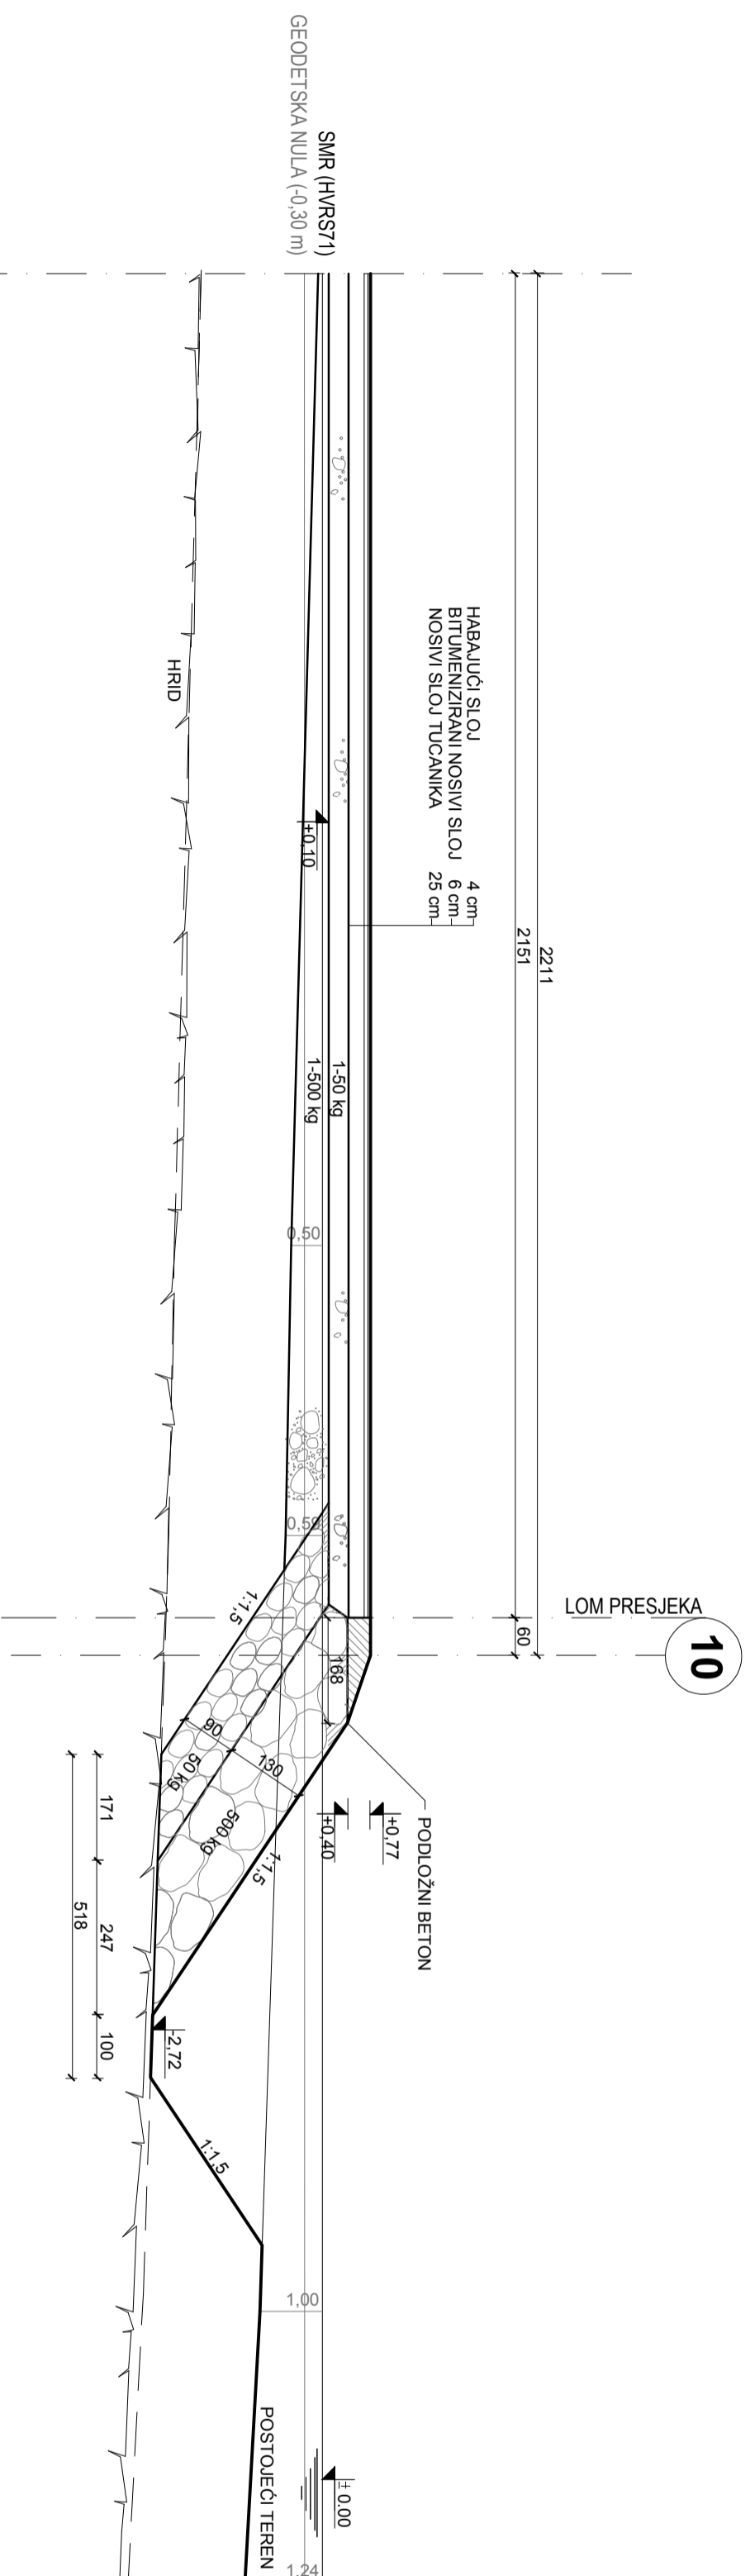 10
LOM PRESJEKA
2211
2151
60
HABAJUĆI SLOJ 4 cm
BITUMENIZIRANI NOSIVI SLOJ 6 cm
NOSIVI SLOJ TUCANIKA 25 cm
PODLOŽNI BETON
+0,77
+0,40
SMR (HVRS71)
GEODETSKA NULA (-0,30 m)
+0,10
1-50 kg
1-500 kg
0,50
0,59
168
± 0.00
1,00
1,24
1:1,5
90
130
50 kg
500 kg
1:1,5
1:1,5
-2,72
POSTOJEĆI TEREN
HRID
171
247
100
518